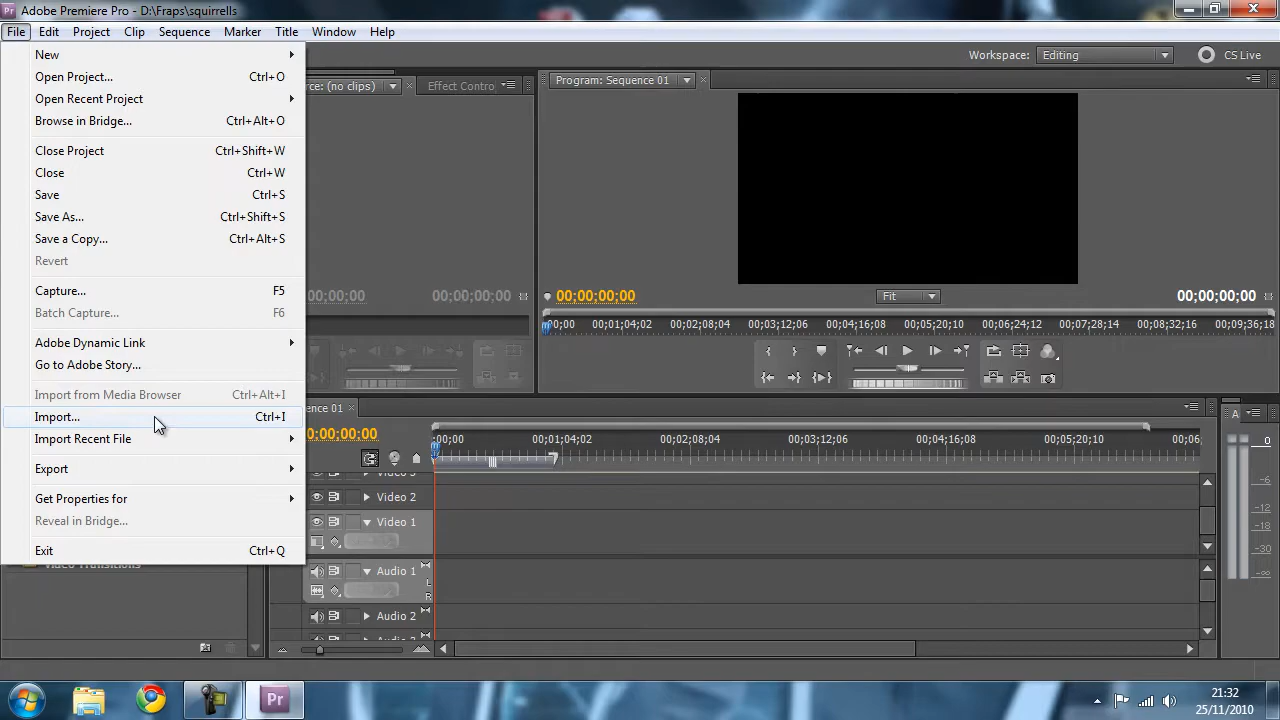 Pr Adobe Premiere Pro - D:\Fraps\squirrells
File Edit Project Clip Sequence Marker Title Window Help
Workspace: Editing CS Live
New
Open Project... Ctrl+O
Open Recent Project
Browse in Bridge... Ctrl+Alt+O
Close Project Ctrl+Shift+W
Close Ctrl+W
Save Ctrl+S
Save As... Ctrl+Shift+S
Save a Copy... Ctrl+Alt+S
Revert
Capture... F5
Batch Capture... F6
Adobe Dynamic Link
Go to Adobe Story...
Import from Media Browser Ctrl+Alt+I
Import... Ctrl+I
Import Recent File
Export
Get Properties for
Reveal in Bridge...
Exit Ctrl+Q
rce: (no clips) Effect Contro
00;00;00;00 00;00;00;00
Program: Sequence 01
00;00;00;00 Fit 00;00;00;00
00;00 00;01;04;02 00;02;08;04 00;03;12;06 00;04;16;08 00;05;20;10 00;06;24;12 00;07;28;14 00;08;32;16 00;09;36;18
ence 01
00;00;00;00
;00;00 00;01;04;02 00;02;08;04 00;03;12;06 00;04;16;08 00;05;20;10 00;06;
Video 2
Video 1
Audio 1
L
R
Audio 2
Video Transitions
A
0
-6
-12
-18
-30
-∞
Pr
21:32
25/11/2010